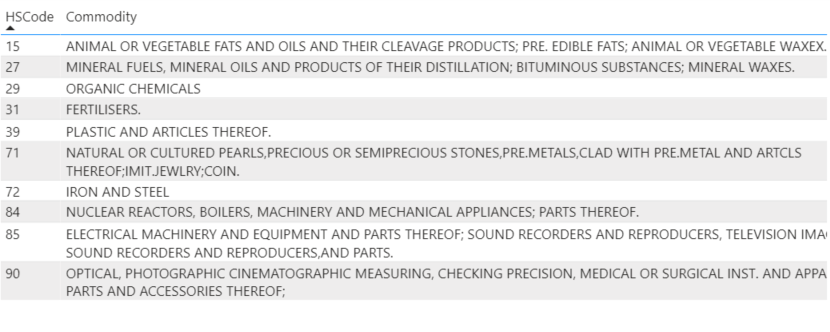 HSCode Commodity
15 ANIMAL OR VEGETABLE FATS AND OILS AND THEIR CLEAVAGE PRODUCTS; PRE. EDIBLE FATS; ANIMAL OR VEGETABLE WAXEX.
27 MINERAL FUELS, MINERAL OILS AND PRODUCTS OF THEIR DISTILLATION; BITUMINOUS SUBSTANCES; MINERAL WAXES.
29 ORGANIC CHEMICALS
31 FERTILISERS.
39 PLASTIC AND ARTICLES THEREOF.
71 NATURAL OR CULTURED PEARLS,PRECIOUS OR SEMIPRECIOUS STONES,PRE.METALS,CLAD WITH PRE.METAL AND ARTCLS
THEREOF;IMIT.JEWLRY;COIN.
72 IRON AND STEEL
84 NUCLEAR REACTORS, BOILERS, MACHINERY AND MECHANICAL APPLIANCES; PARTS THEREOF.
85 ELECTRICAL MACHINERY AND EQUIPMENT AND PARTS THEREOF; SOUND RECORDERS AND REPRODUCERS, TELEVISION IMA
SOUND RECORDERS AND REPRODUCERS,AND PARTS.
90 OPTICAL, PHOTOGRAPHIC CINEMATOGRAPHIC MEASURING, CHECKING PRECISION, MEDICAL OR SURGICAL INST. AND APPA
PARTS AND ACCESSORIES THEREOF;